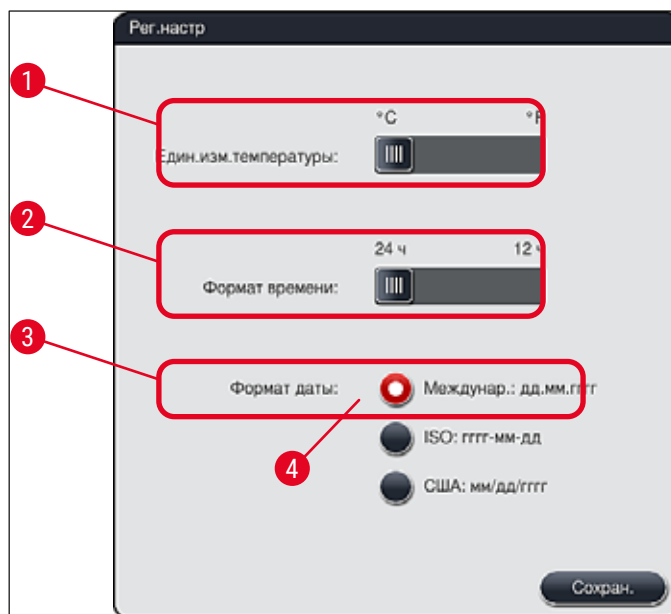 Рег.настр
1
°C °F
Един.изм.температуры:
2
24 ч 12 ч
Формат времени:
3
Формат даты: Междунар.: дд.мм.гггг
4
ISO: гггг-мм-дд
США: мм/дд/гггг
Сохран.